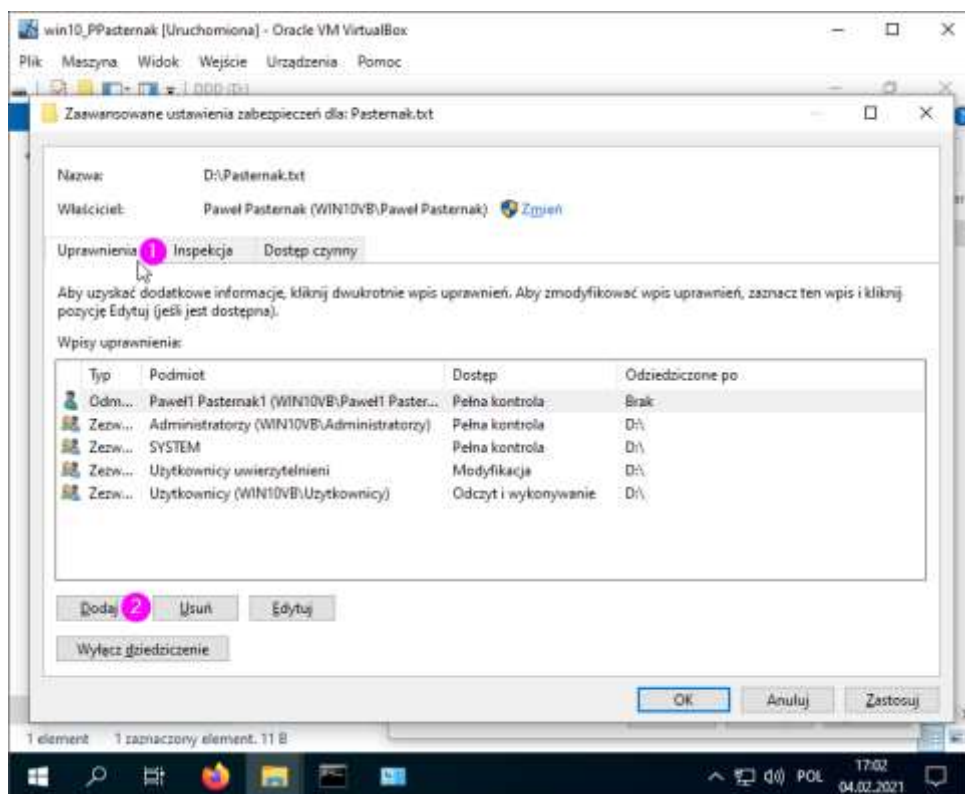 win10_PPasternak [Uruchomiona] - Oracle VM VirtualBox
Plik Maszyna Widok Wejście Urządzenia Pomoc
DDD (D:)
Zaawansowane ustawienia zabezpieczeń dla: Pasternak.txt
Nazwa: D:\Pasternak.txt
Właściciel: Paweł Pasternak (WIN10VB\Paweł Pasternak) Zmień
Uprawnienia 1 Inspekcja Dostęp czynny
Aby uzyskać dodatkowe informacje, kliknij dwukrotnie wpis uprawnień. Aby zmodyfikować wpis uprawnień, zaznacz ten wpis i kliknij
pozycję Edytuj (jeśli jest dostępna).
Wpisy uprawnienia:
Typ Podmiot Dostęp Odziedziczone po
Odm... Paweł1 Pasternak1 (WIN10VB\Paweł1 Paster... Pełna kontrola Brak
Zezw... Administratorzy (WIN10VB\Administratorzy) Pełna kontrola D:\
Zezw... SYSTEM Pełna kontrola D:\
Zezw... Użytkownicy uwierzytelnieni Modyfikacja D:\
Zezw... Użytkownicy (WIN10VB\Użytkownicy) Odczyt i wykonywanie D:\
Dodaj 2 Usuń Edytuj
Wyłącz dziedziczenie
OK Anuluj Zastosuj
1 element 1 zaznaczony element. 11 B
POL 17:02
04.02.2021